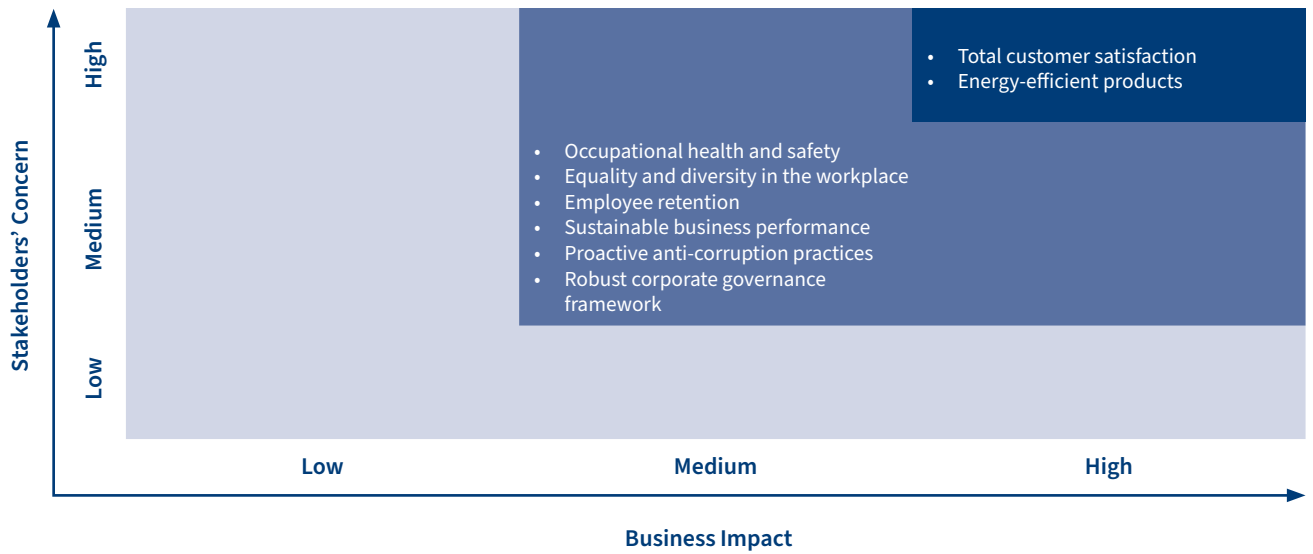 Stakeholders' Concern
High
Medium
Low
• Total customer satisfaction
• Energy-efficient products
• Occupational health and safety
• Equality and diversity in the workplace
• Employee retention
• Sustainable business performance
• Proactive anti-corruption practices
• Robust corporate governance
framework
Low
Medium
High
Business Impact